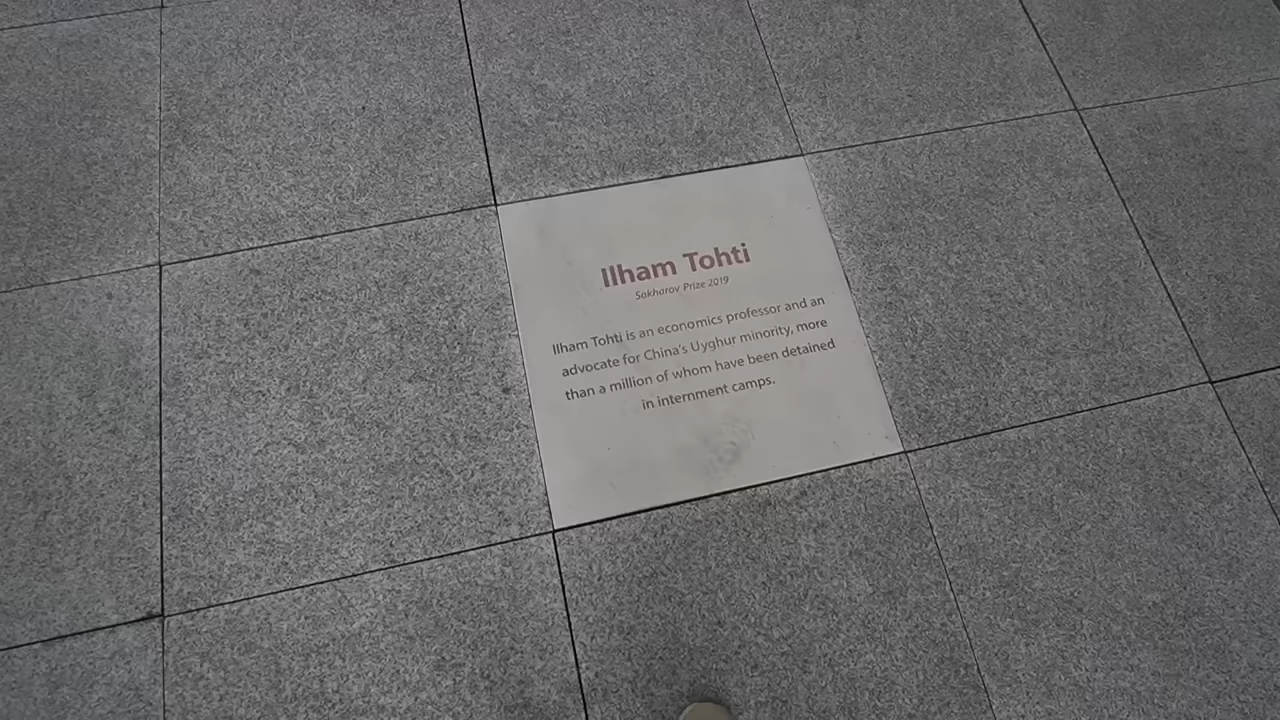 Ilham Tohti
Sakharov Prize 2019
Ilham Tohti is an economics professor and an
advocate for China's Uyghur minority, more
than a million of whom have been detained
in internment camps.